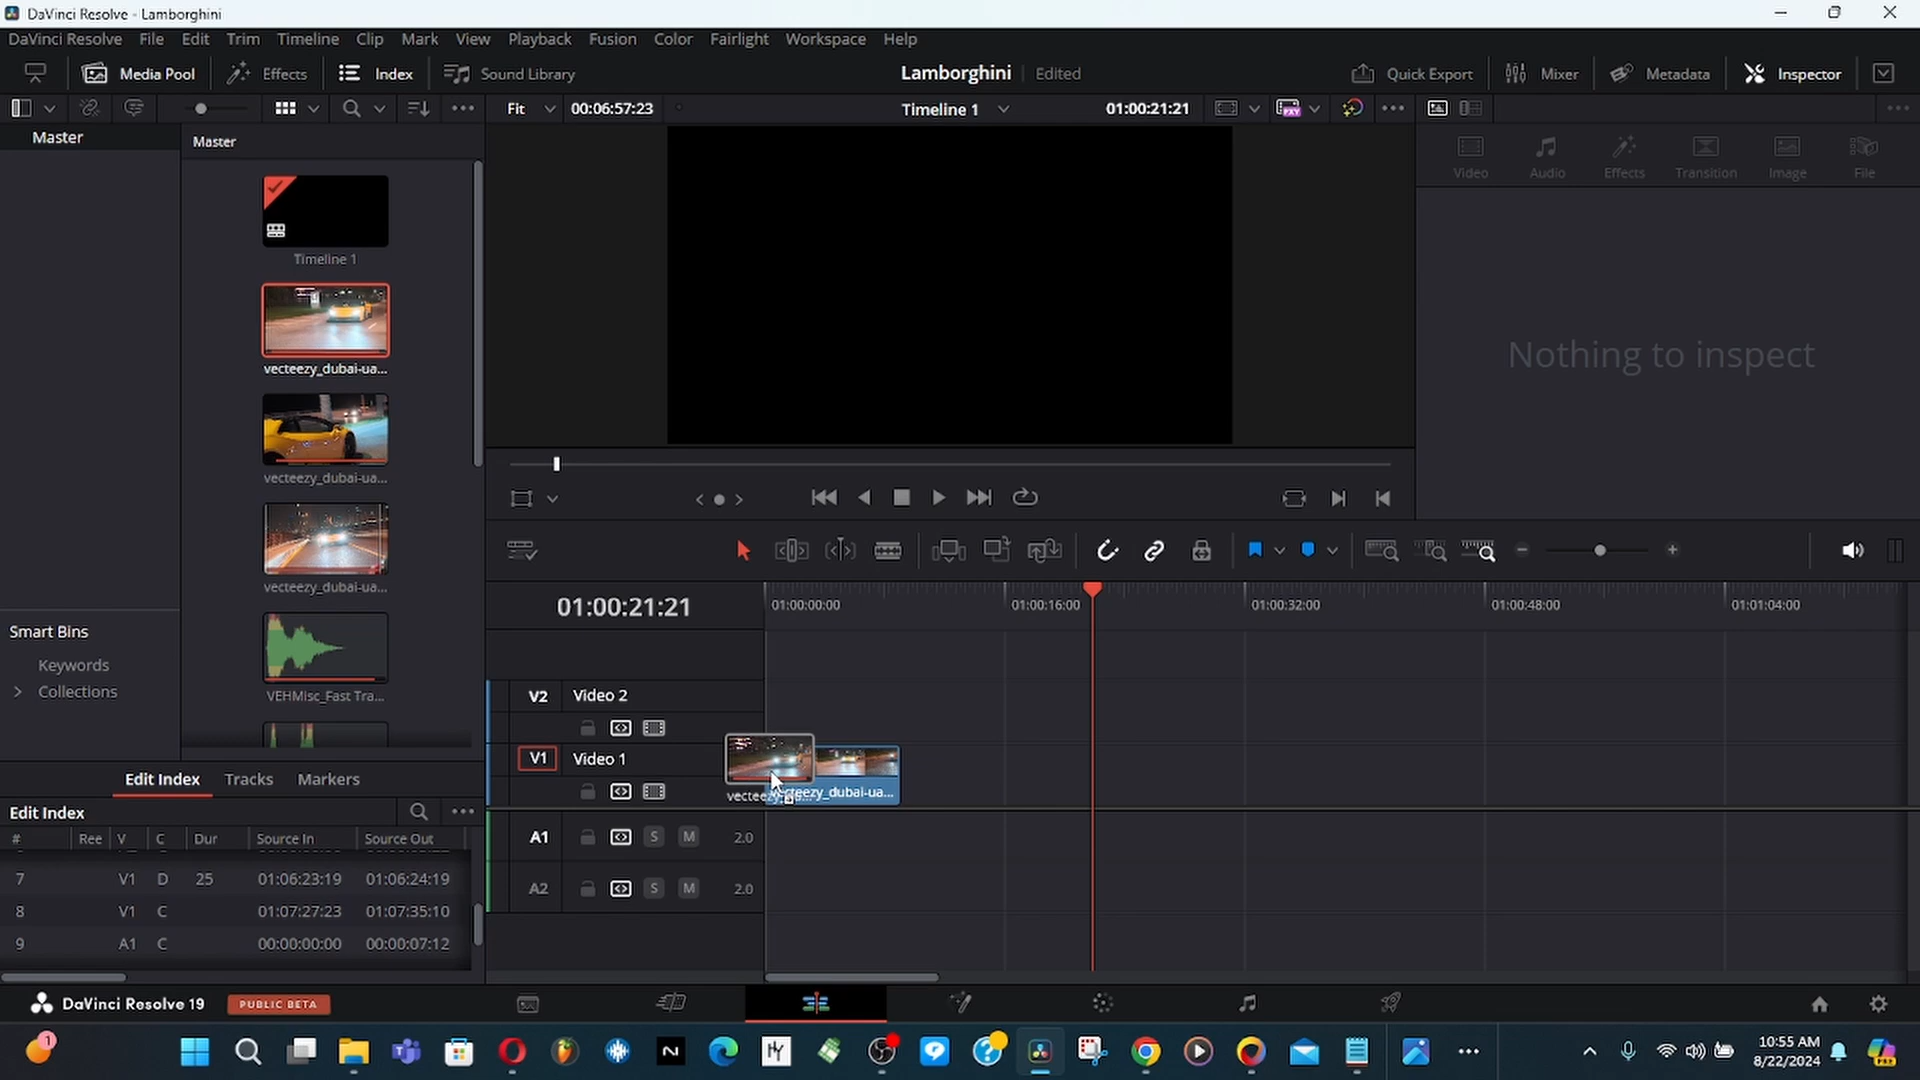 DaVinci Resolve - Lamborghini
DaVinci Resolve File Edit Trim Timeline Clip Mark View Playback Fusion Color Fairlight Workspace Help
Media Pool Effects Index Sound Library Lamborghini Edited Quick Export Mixer Metadata Inspector
Fit 00:06:57:23 Timeline 1 01:00:21:21
Master Master
Video Audio Effects Transition Image File
Timeline 1
vecteezy_dubai-ua...
Nothing to inspect
vecteezy_dubai-ua...
vecteezy_dubai-ua...
01:00:21:21 01:00:00:00 01:00:16:00 01:00:32:00 01:00:48:00 01:01:04:00
Smart Bins
Keywords
Collections
VEHMisc_Fast Tra...
V2 Video 2
V1 Video 1
vecteezy_dubai-ua...
Edit Index Tracks Markers
Edit Index
# Ree V C Dur Source In Source Out
A1 S M 2.0
7 V1 D 25 01:06:23:19 01:06:24:19
A2 S M 2.0
8 V1 C 01:07:27:23 01:07:35:10
9 A1 C 00:00:00:00 00:00:07:12
DaVinci Resolve 19 PUBLIC BETA
1
10:55 AM
8/22/2024